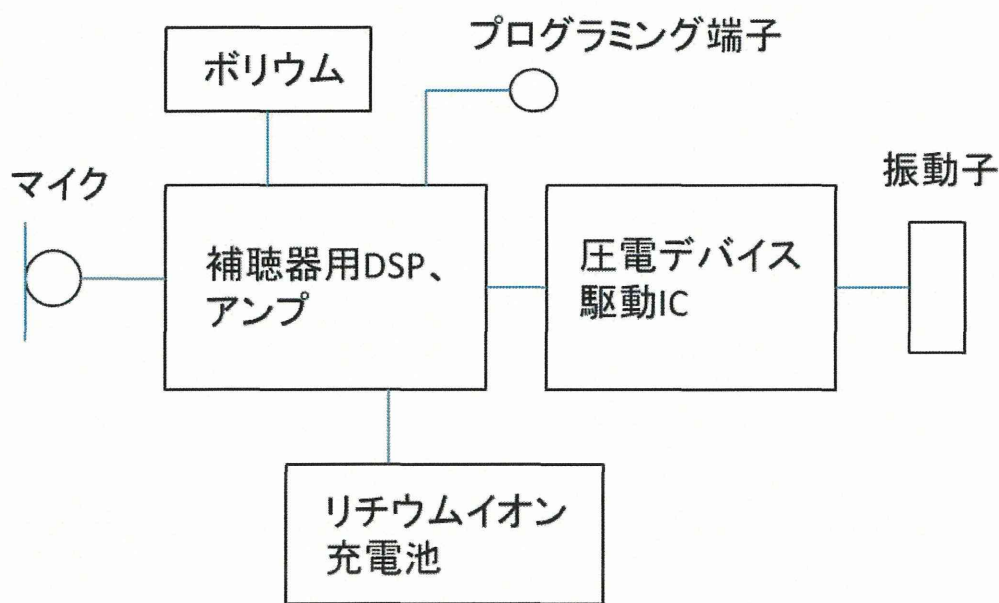 プログラミング端子
ボリウム
マイク
振動子
補聴器用DSP、
アンプ
圧電デバイス
駆動IC
リチウムイオン
充電池